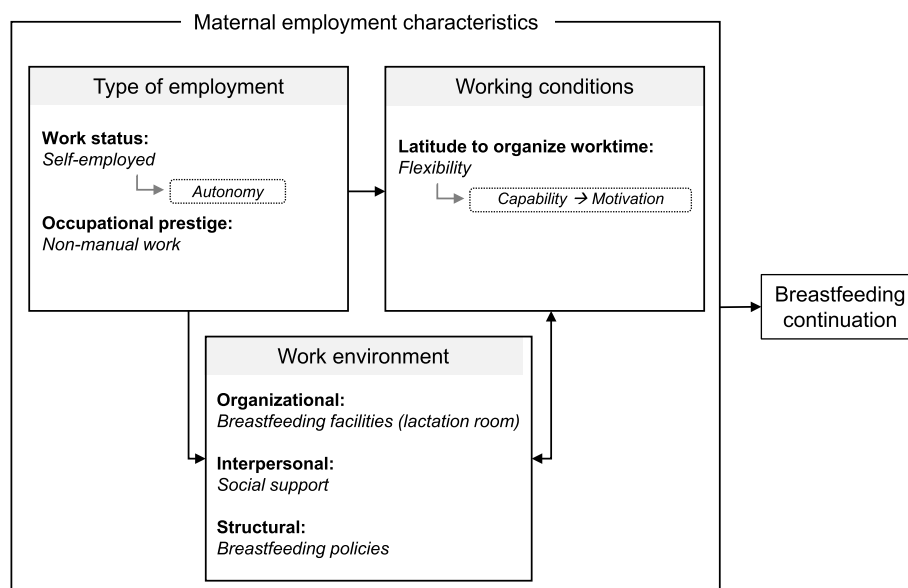 Maternal employment characteristics
Type of employment
Work status:
Self-employed
Autonomy
Occupational prestige:
Non-manual work
Working conditions
Latitude to organize worktime:
Flexibility
Capability → Motivation
Work environment
Organizational:
Breastfeeding facilities (lactation room)
Interpersonal:
Social support
Structural:
Breastfeeding policies
Breastfeeding
continuation